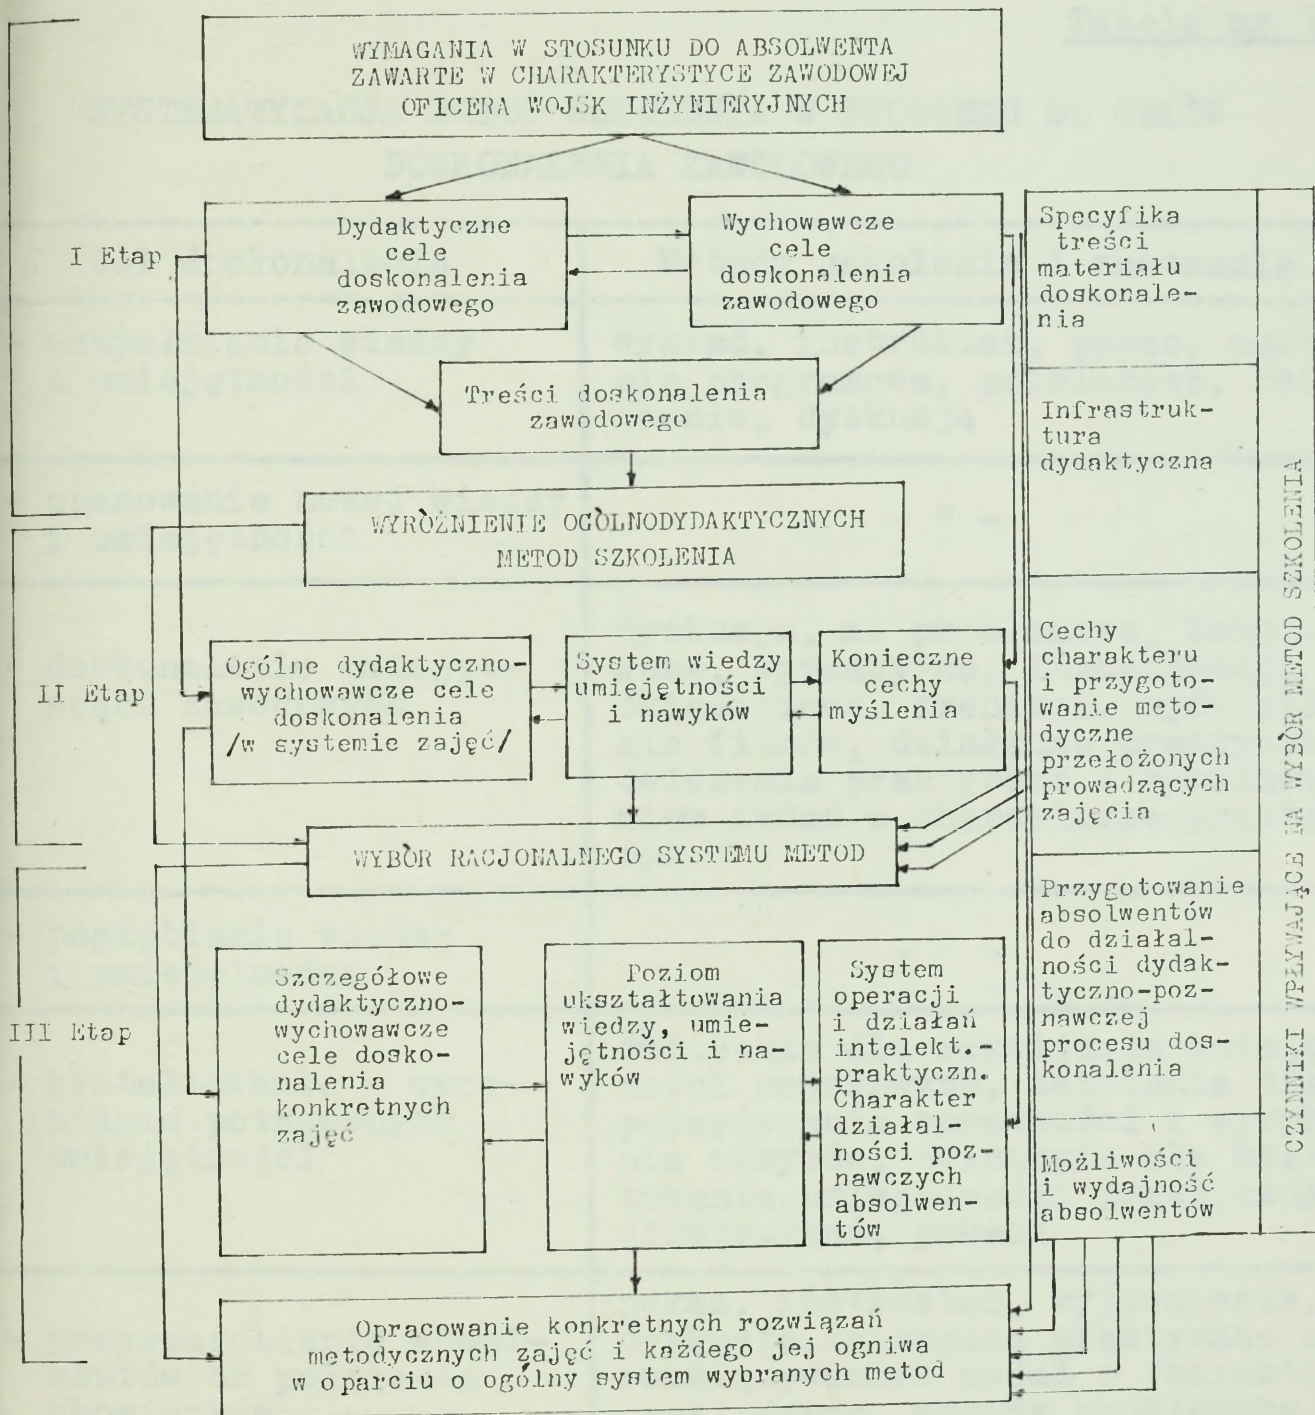 WYMAGANIA W STOSUNKU DO ABSOLWENTA
ZAWARTE W CHARAKTERYSTYCE ZAWODOWEJ
OFICERA WOJSK INŻYNIERYJNYCH
I Etap
Dydaktyczne
cele
doskonalenia
zawodowego
Wychowawcze
cele
doskonalenia
zawodowego
Treści doskonalenia
zawodowego
WYRÓŻNIENIE OGÓLNODYDAKTYCZNYCH
METOD SZKOLENIA
II Etap
Ogólne dydaktyczno-
wychowawcze cele
doskonalenia
/w systemie zajęć/
System wiedzy
umiejętności
i nawyków
Konieczne
cechy
myślenia
WYBÓR RACJONALNEGO SYSTEMU METOD
III Etap
Szczegółowe
dydaktyczno-
wychowawcze
cele dosko-
nalenia
konkretnych
zajęć
Poziom
ukształtowania
wiedzy, umie-
jętności i na-
wyków
System
operacji
i działań
intelekt.-
praktyczn.
Charakter
działal-
ności poz-
nawczych
absolwen-
tów
Opracowanie konkretnych rozwiązań
metodycznych zajęć i każdego jej ogniwa
w oparciu o ogólny system wybranych metod
Specyfika
treści
materiału
doskonale-
nia
Infrastruk-
tura
dydaktyczna
Cechy
charakteru
i przygoto-
wanie meto-
dyczne
przełożonych
prowadzących
zajęcia
Przygotowanie
absolwentów
do działal-
ności dydak-
tyczno-poz-
nawczej
procesu dos-
konalenia
Możliwości
i wydajność
absolwentów
CZYNNIKI WPŁYWAJĄCE NA WYBÓR METOD SZKOLENIA